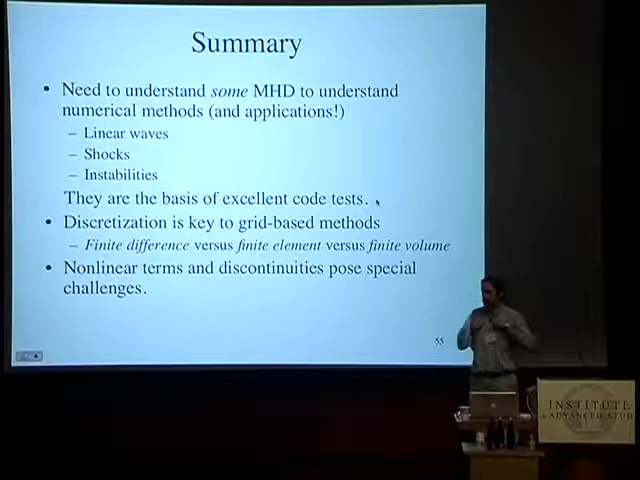 Summary
• Need to understand some MHD to understand
numerical methods (and applications!)
– Linear waves
– Shocks
– Instabilities
They are the basis of excellent code tests.
• Discretization is key to grid-based methods
– Finite difference versus finite element versus finite volume
• Nonlinear terms and discontinuities pose special
challenges.
55
INSTITUTE
ADVANCED STUD